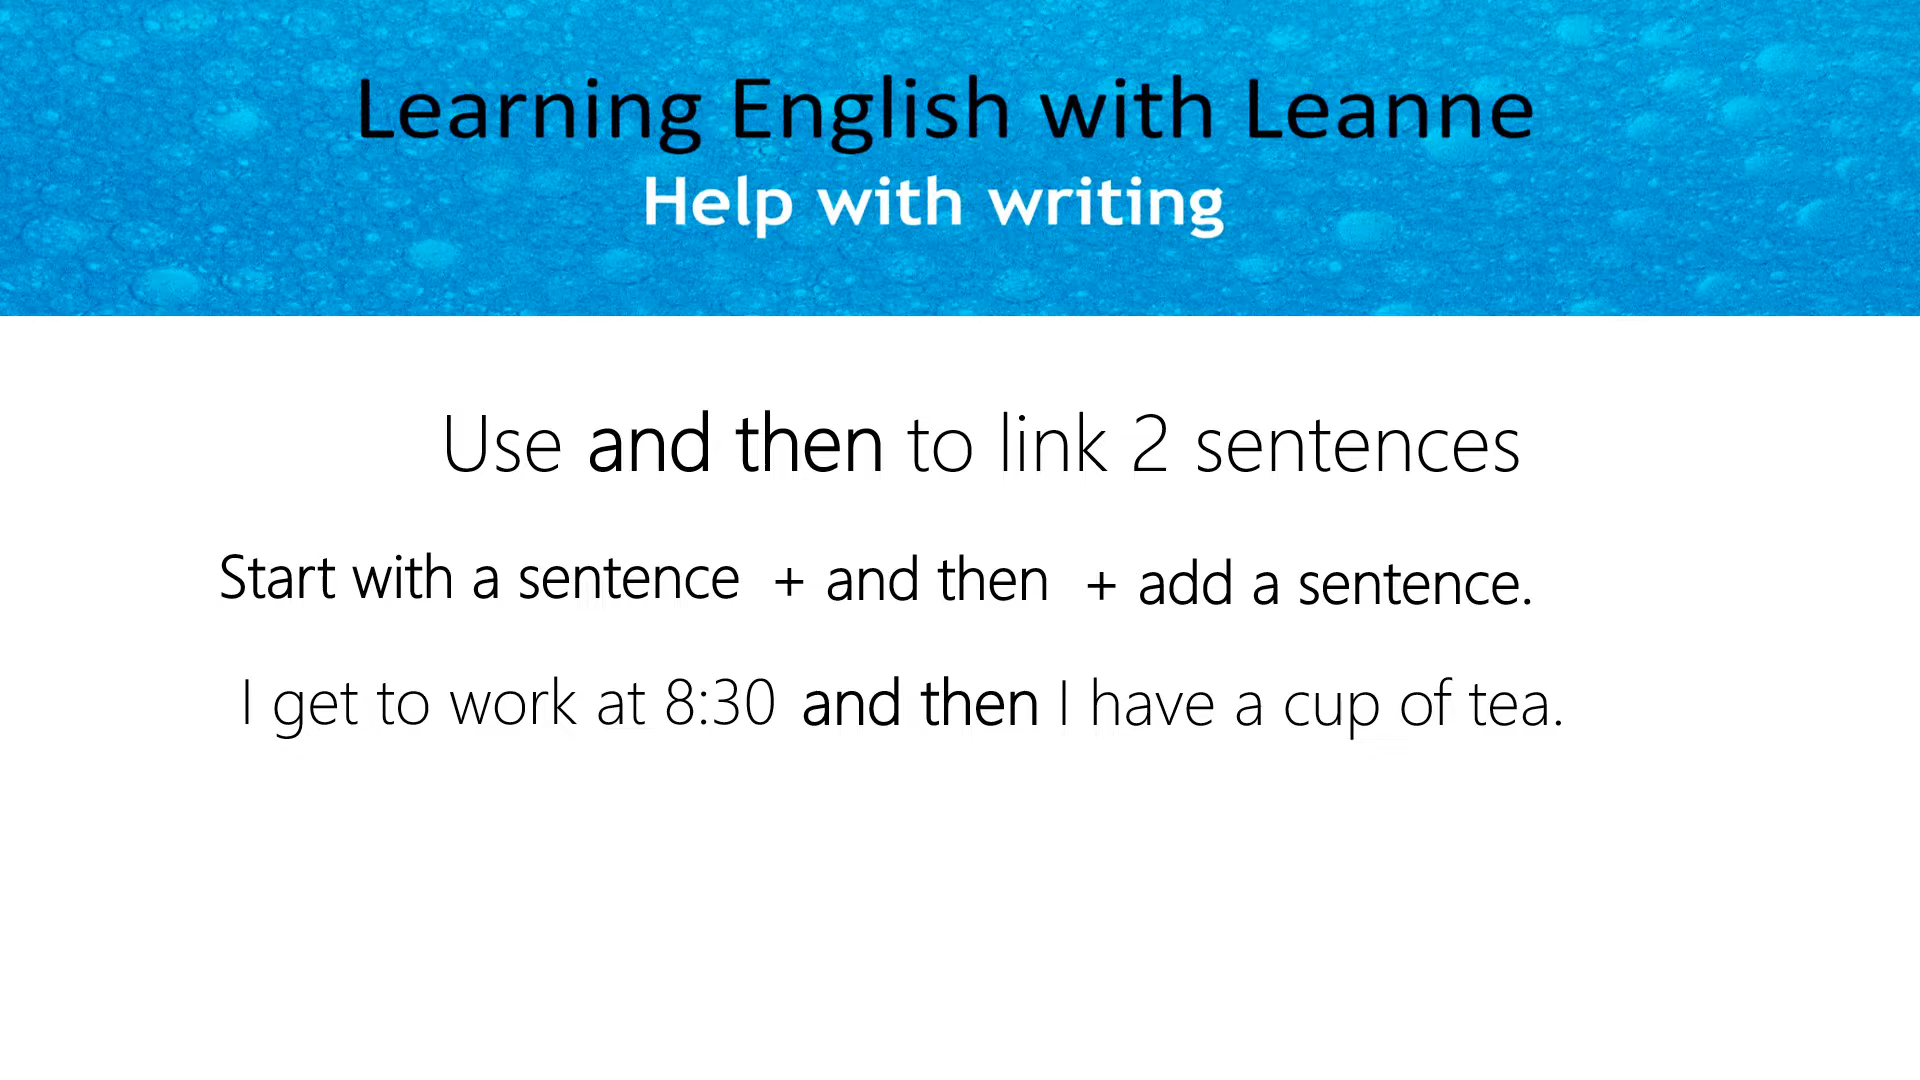 Learning English with Leanne
Help with writing
Use and then to link 2 sentences
Start with a sentence + and then + add a sentence.
I get to work at 8:30 and then I have a cup of tea.